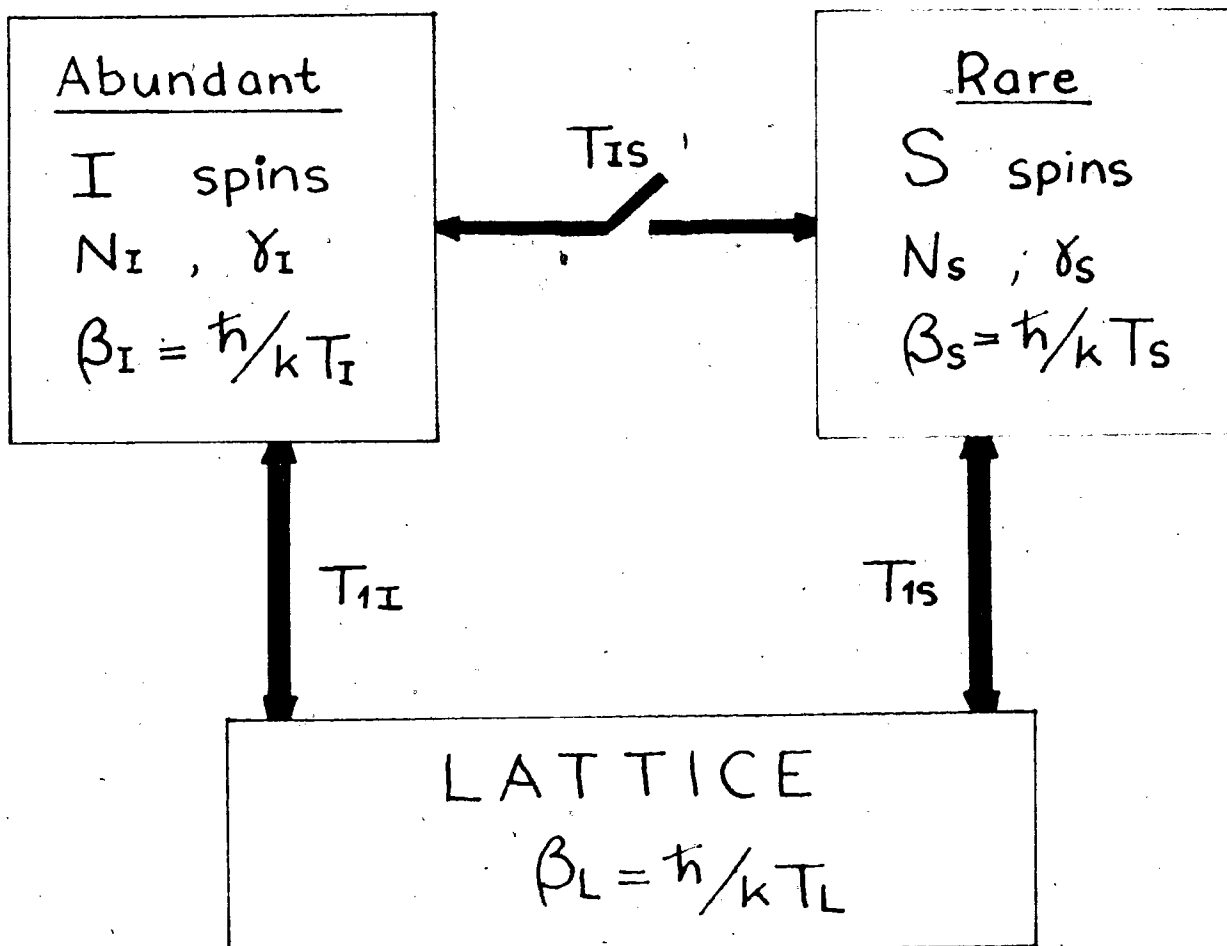 Abundant
I spins
NI , γI
βI = ħ/kTI
TIS
Rare
S spins
NS , γS
βS = ħ/kTS
T1I
T1S
LATTICE
βL = ħ/kTL